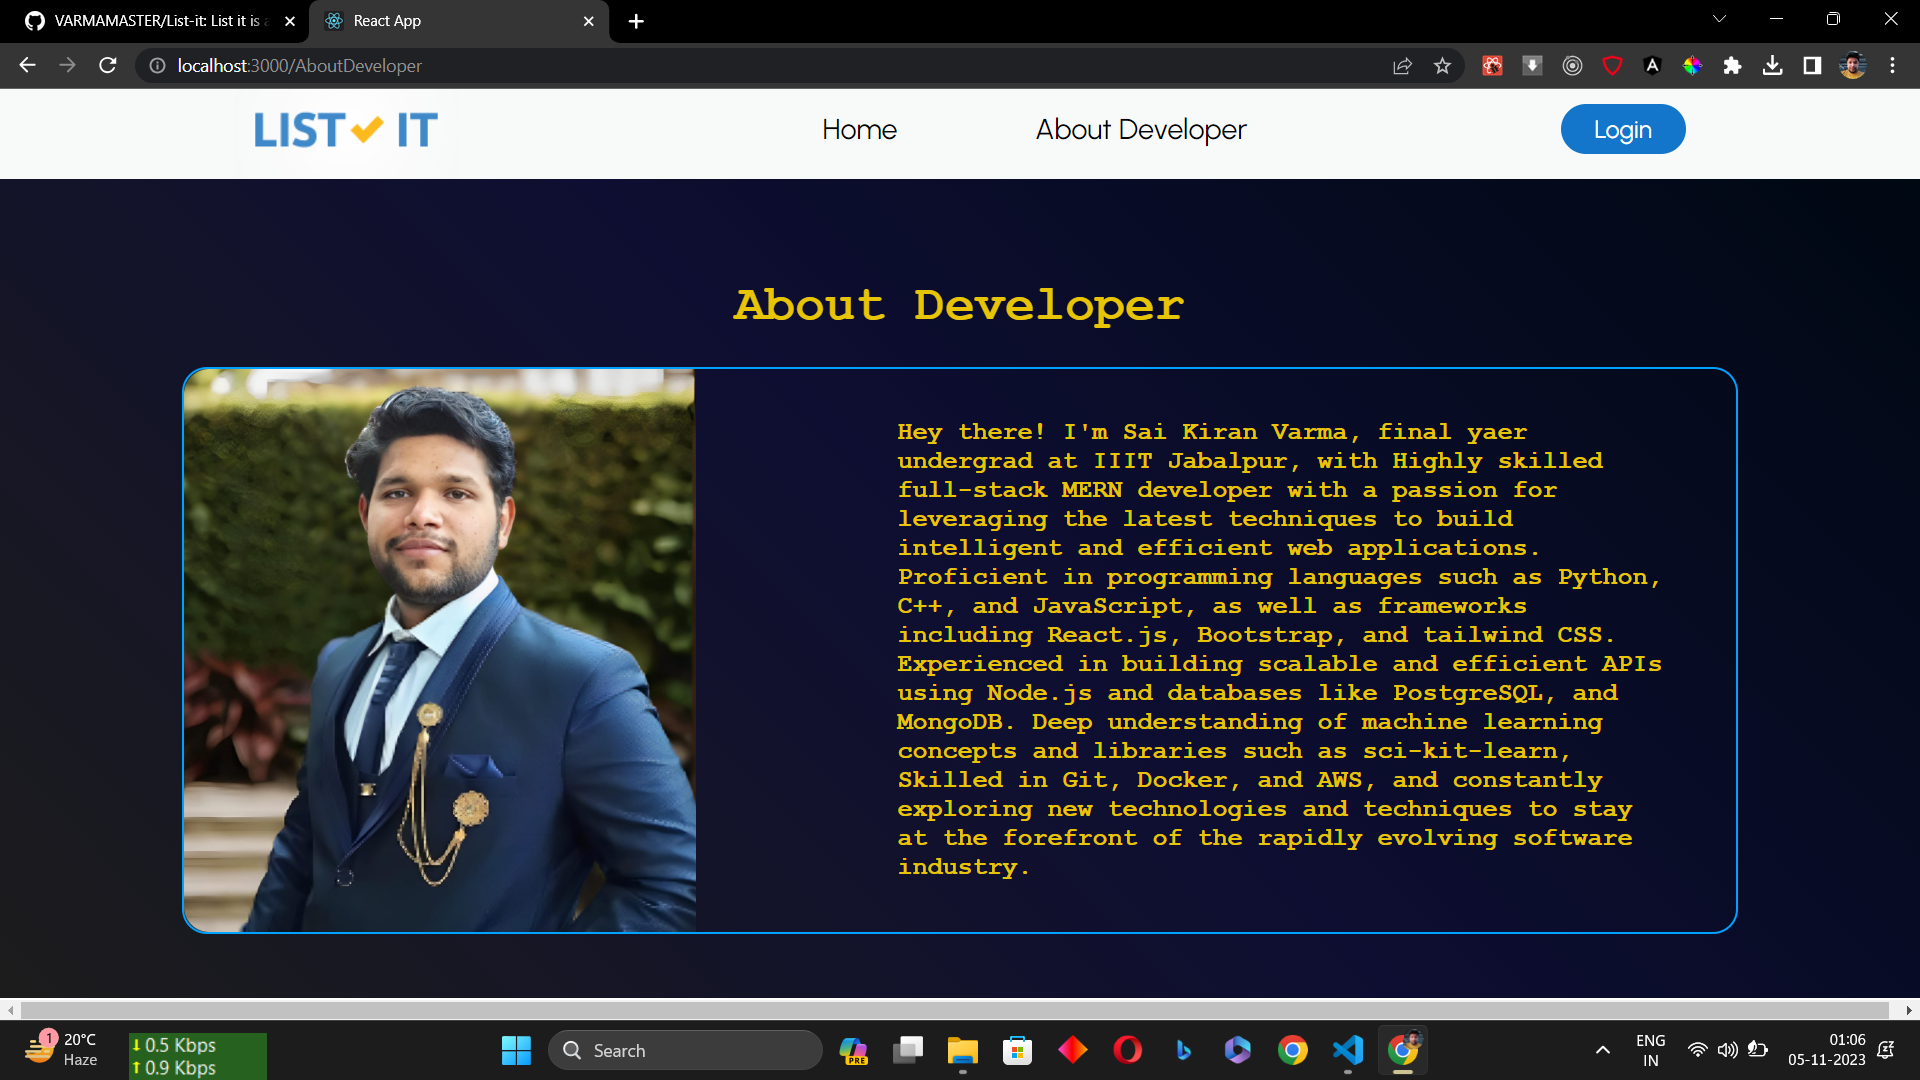 VARMAMASTER/List-it: List it is a
React App
localhost:3000/AboutDeveloper
LIST IT
Home
About Developer
Login
About Developer
Hey there! I'm Sai Kiran Varma, final yaer
undergrad at IIIT Jabalpur, with Highly skilled
full-stack MERN developer with a passion for
leveraging the latest techniques to build
intelligent and efficient web applications.
Proficient in programming languages such as Python,
C++, and JavaScript, as well as frameworks
including React.js, Bootstrap, and tailwind CSS.
Experienced in building scalable and efficient APIs
using Node.js and databases like PostgreSQL, and
MongoDB. Deep understanding of machine learning
concepts and libraries such as sci-kit-learn,
Skilled in Git, Docker, and AWS, and constantly
exploring new technologies and techniques to stay
at the forefront of the rapidly evolving software
industry.
1
20°C
Haze
0.5 Kbps
0.9 Kbps
Search
PRE
ENG
IN
01:06
05-11-2023